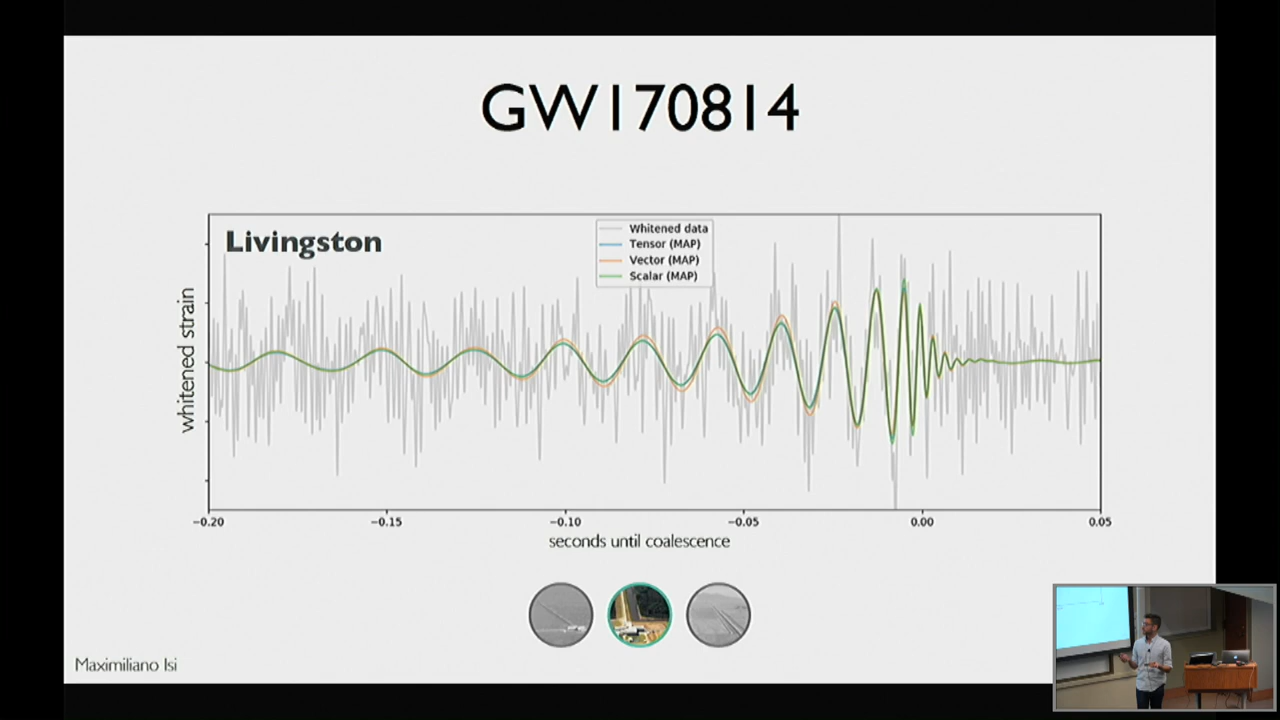 GW170814
Livingston
Whitened data
Tensor (MAP)
Vector (MAP)
Scalar (MAP)
whitened strain
−0.20
−0.15
−0.10
−0.05
0.00
0.05
seconds until coalescence
Maximiliano Isi